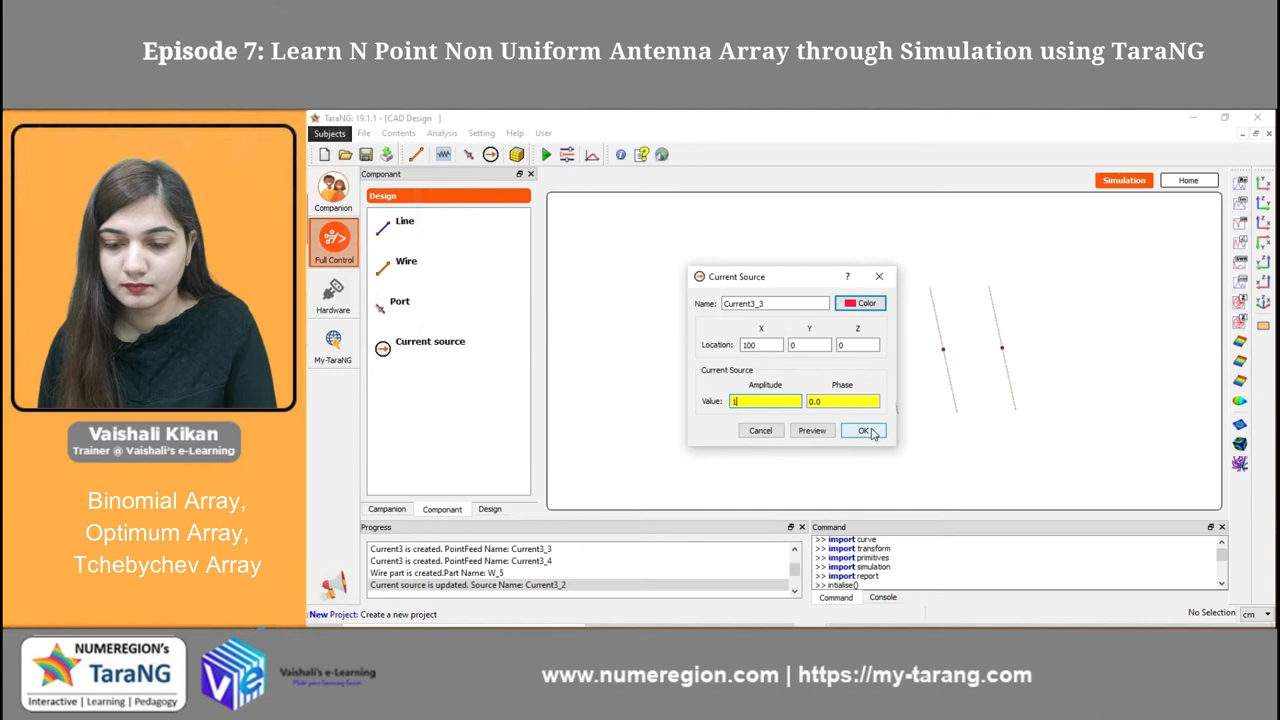 Episode 7: Learn N Point Non Uniform Antenna Array through Simulation using TaraNG
TaraNG: 19.1.1 - [CAD Design ]
Subjects File Contents Analysis Setting Help User
Companion
Full Control
Hardware
My-TaraNG
Componant
Design
Line
Wire
Port
Current source
Campanion Componant Design
Simulation Home
Current Source ?
Name: Current3_3 Color
X Y Z
Location: 100 0 0
Current Source
Amplitude Phase
Value: 1 0.0
Cancel Preview OK
Progress
Current3 is created. PointFeed Name: Current3_3
Current3 is created. PointFeed Name: Current3_4
Wire part is created.Part Name: W_5
Current source is updated. Source Name: Current3_2
Command
>> import curve
>> import transform
>> import primitives
>> import simulation
>> import report
>> intialise()
Command Console
New Project: Create a new project
No Selection cm
Vaishali Kikan
Trainer @ Vaishali's e-Learning
Binomial Array,
Optimum Array,
Tchebychev Array
NUMEREGION'S
TaraNG
Interactive | Learning | Pedagogy
Vaishali's e-Learning
www.numeregion.com | https://my-tarang.com